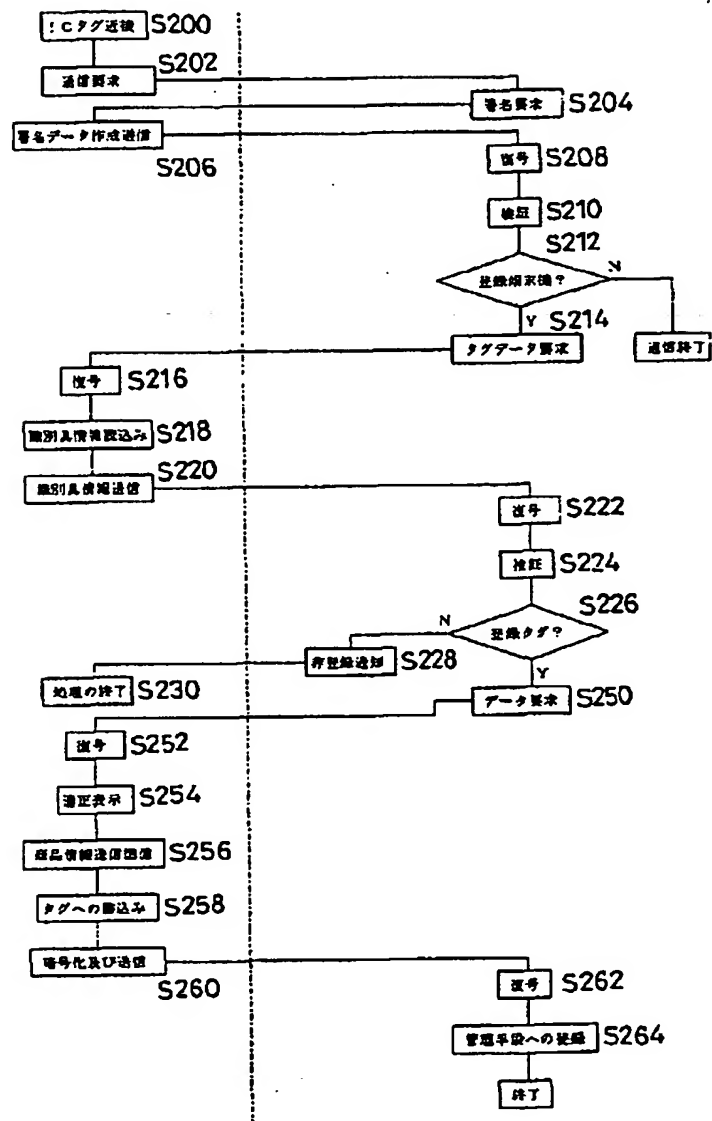 ICタグ近接 S200
通信要求 S202
署名要求 S204
署名データ作成送信 S206
復号 S208
検証 S210
S212
登録端末機?
N
Y S214
タグデータ要求
通信終了
復号 S216
識別具情報読込み S218
識別具情報送信 S220
復号 S222
検証 S224
S226
登録タグ?
N
非登録通知 S228
Y
処理の終了 S230
データ要求 S250
復号 S252
適正表示 S254
商品情報送信 S256
タグへの書込み S258
暗号化及び送信 S260
復号 S262
管理手段への登録 S264
終了